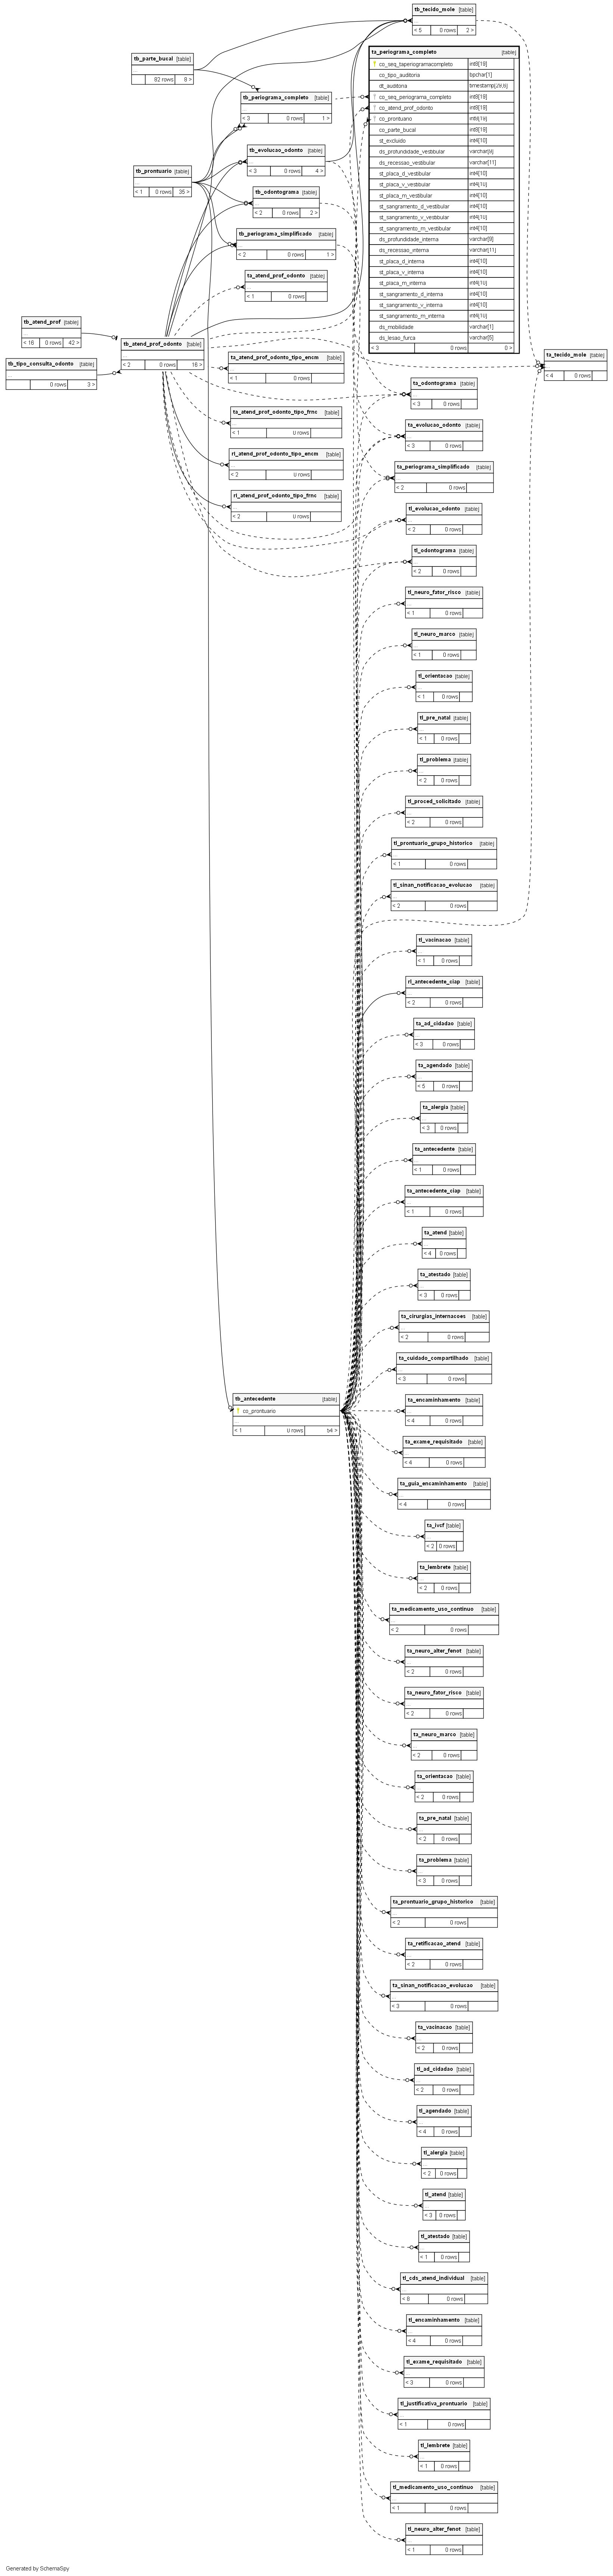 tb_tecido_mole [table]
...
< 5 0 rows 2 >
ta_periograma_completo [table]
co_seq_taperiogramacompleto int8[19]
co_tipo_auditoria bpchar[1]
dt_auditoria timestamp[29,6]
co_seq_periograma_completo int8[19]
co_atend_prof_odonto int8[19]
co_prontuario int8[19]
co_parte_bucal int8[19]
st_excluido int4[10]
ds_profundidade_vestibular varchar[9]
ds_recessao_vestibular varchar[11]
st_placa_d_vestibular int4[10]
st_placa_v_vestibular int4[10]
st_placa_m_vestibular int4[10]
st_sangramento_d_vestibular int4[10]
st_sangramento_v_vestibular int4[10]
st_sangramento_m_vestibular int4[10]
ds_profundidade_interna varchar[9]
ds_recessao_interna varchar[11]
st_placa_d_interna int4[10]
st_placa_v_interna int4[10]
st_placa_m_interna int4[10]
st_sangramento_d_interna int4[10]
st_sangramento_v_interna int4[10]
st_sangramento_m_interna int4[10]
ds_mobilidade varchar[1]
ds_lesao_furca varchar[5]
< 3 0 rows 0 >
tb_parte_bucal [table]
...
82 rows 8 >
tb_periograma_completo [table]
...
< 3 0 rows 1 >
tb_evolucao_odonto [table]
...
< 3 0 rows 4 >
tb_prontuario [table]
...
< 1 0 rows 35 >
tb_odontograma [table]
...
< 2 0 rows 2 >
tb_periograma_simplificado [table]
...
< 2 0 rows 1 >
ta_atend_prof_odonto [table]
...
< 1 0 rows
tb_atend_prof [table]
...
< 16 0 rows 42 >
tb_atend_prof_odonto [table]
...
< 2 0 rows 16 >
tb_tipo_consulta_odonto [table]
...
0 rows 3 >
ta_atend_prof_odonto_tipo_encm [table]
...
< 1 0 rows
ta_tecido_mole [table]
...
< 4 0 rows
ta_odontograma [table]
...
< 3 0 rows
ta_atend_prof_odonto_tipo_frnc [table]
...
< 1 0 rows
ta_evolucao_odonto [table]
...
< 3 0 rows
rl_atend_prof_odonto_tipo_encm [table]
...
< 2 0 rows
ta_periograma_simplificado [table]
...
< 2 0 rows
rl_atend_prof_odonto_tipo_frnc [table]
...
< 2 0 rows
tl_evolucao_odonto [table]
...
< 2 0 rows
tl_odontograma [table]
...
< 2 0 rows
tl_neuro_fator_risco [table]
...
< 1 0 rows
tl_neuro_marco [table]
...
< 1 0 rows
tl_orientacao [table]
...
< 1 0 rows
tl_pre_natal [table]
...
< 1 0 rows
tl_problema [table]
...
< 2 0 rows
tl_proced_solicitado [table]
...
< 2 0 rows
tl_prontuario_grupo_historico [table]
...
< 1 0 rows
tl_sinan_notificacao_evolucao [table]
...
< 2 0 rows
tl_vacinacao [table]
...
< 1 0 rows
rl_antecedente_ciap [table]
...
< 2 0 rows
ta_ad_cidadao [table]
...
< 3 0 rows
ta_agendado [table]
...
< 5 0 rows
ta_alergia [table]
...
< 3 0 rows
ta_antecedente [table]
...
< 1 0 rows
ta_antecedente_ciap [table]
...
< 1 0 rows
ta_atend [table]
...
< 4 0 rows
ta_atestado [table]
...
< 3 0 rows
ta_cirurgias_internacoes [table]
...
< 2 0 rows
ta_cuidado_compartilhado [table]
...
< 3 0 rows
tb_antecedente [table]
co_prontuario
...
< 1 0 rows 54 >
ta_encaminhamento [table]
...
< 4 0 rows
ta_exame_requisitado [table]
...
< 4 0 rows
ta_guia_encaminhamento [table]
...
< 4 0 rows
ta_ivcf [table]
...
< 2 0 rows
ta_lembrete [table]
...
< 2 0 rows
ta_medicamento_uso_continuo [table]
...
< 2 0 rows
ta_neuro_alter_fenot [table]
...
< 2 0 rows
ta_neuro_fator_risco [table]
...
< 2 0 rows
ta_neuro_marco [table]
...
< 2 0 rows
ta_orientacao [table]
...
< 2 0 rows
ta_pre_natal [table]
...
< 2 0 rows
ta_problema [table]
...
< 3 0 rows
ta_prontuario_grupo_historico [table]
...
< 2 0 rows
ta_retificacao_atend [table]
...
< 2 0 rows
ta_sinan_notificacao_evolucao [table]
...
< 3 0 rows
ta_vacinacao [table]
...
< 2 0 rows
tl_ad_cidadao [table]
...
< 2 0 rows
tl_agendado [table]
...
< 4 0 rows
tl_alergia [table]
...
< 2 0 rows
tl_atend [table]
...
< 3 0 rows
tl_atestado [table]
...
< 1 0 rows
tl_cds_atend_individual [table]
...
< 8 0 rows
tl_encaminhamento [table]
...
< 4 0 rows
tl_exame_requisitado [table]
...
< 3 0 rows
tl_justificativa_prontuario [table]
...
< 1 0 rows
tl_lembrete [table]
...
< 1 0 rows
tl_medicamento_uso_continuo [table]
...
< 1 0 rows
tl_neuro_alter_fenot [table]
...
< 1 0 rows
Generated by SchemaSpy